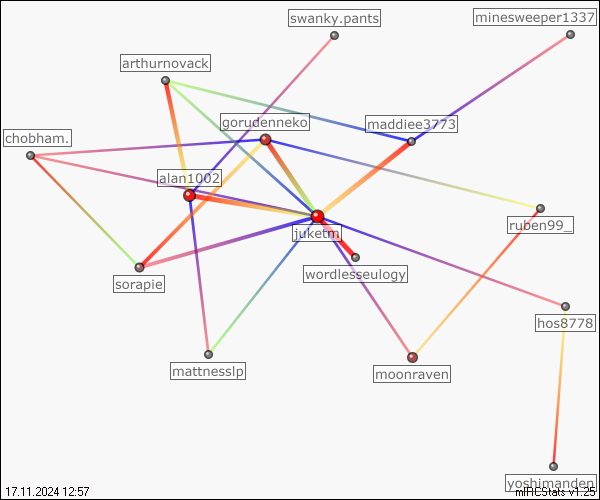 swanky.pants
minesweeper1337
arthurnovack
gorudenneko
maddiee3773
chobham.
alan1002
juketm
ruben99_
wordlesseulogy
sorapie
hos8778
mattnesslp
moonraven
yoshimanden
17.11.2024 12:57
mIRCStats v1.25